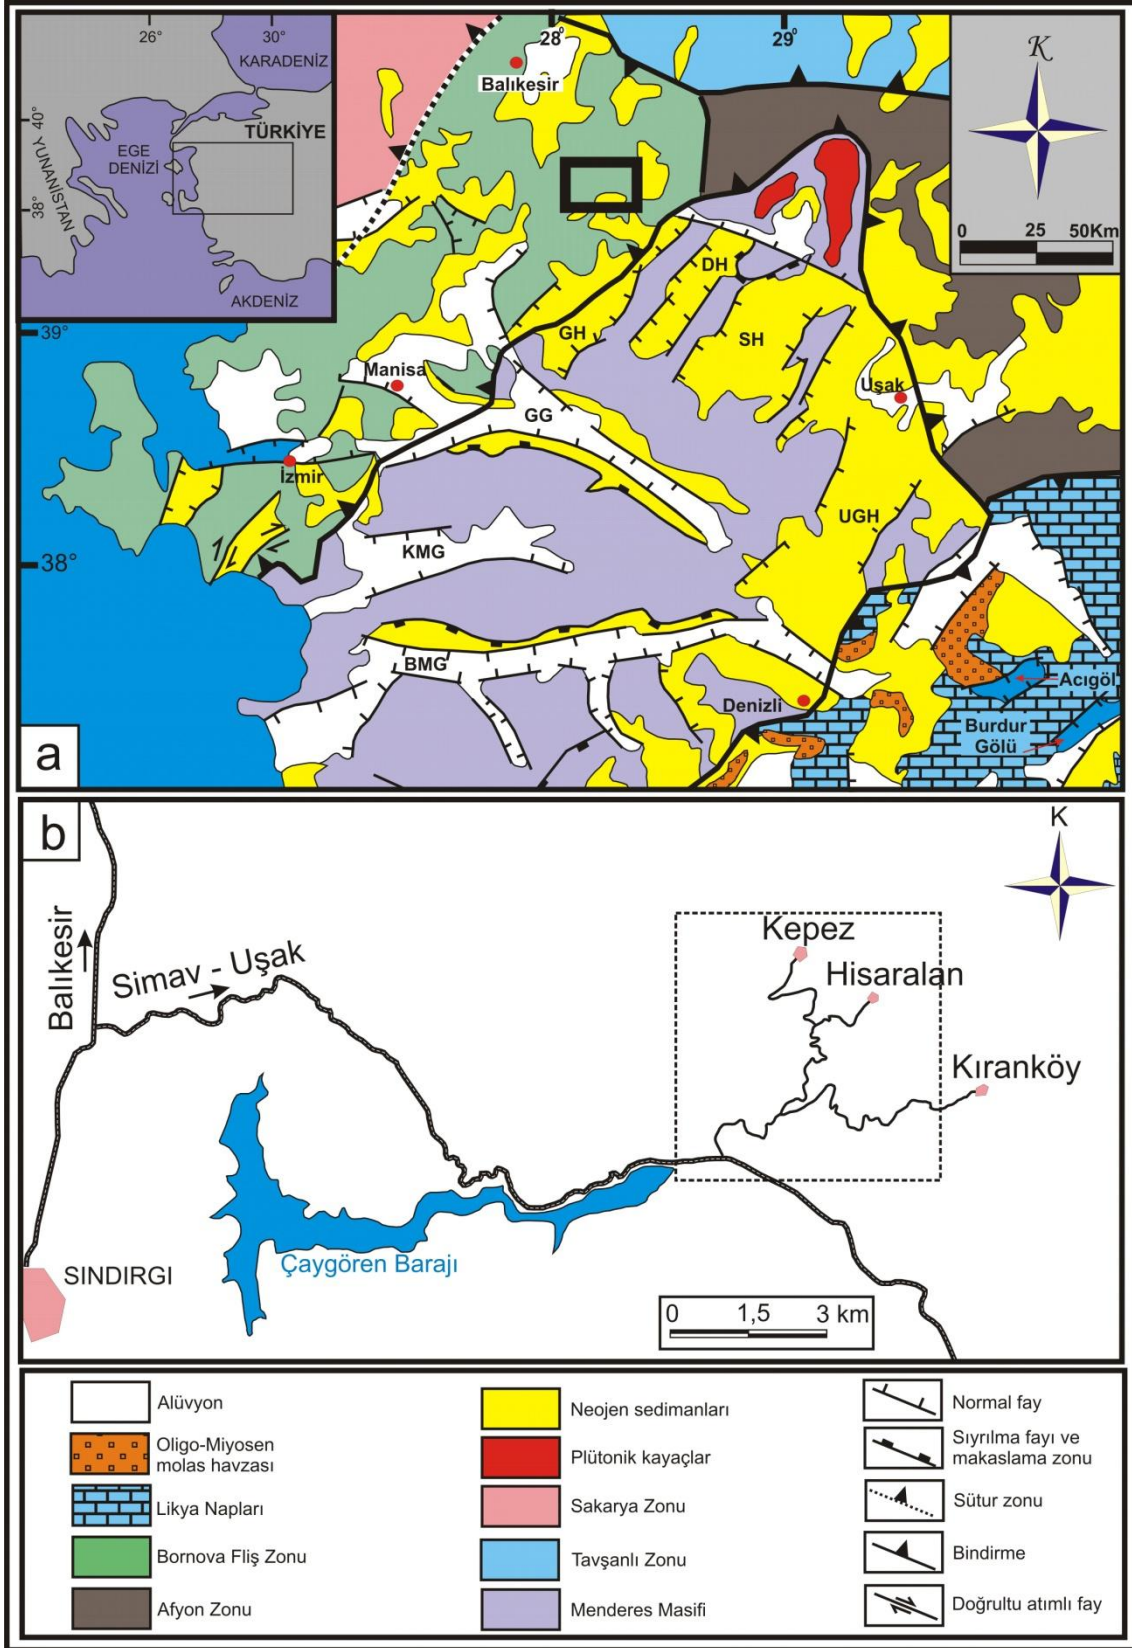 26°
30°
KARADENİZ
40°
TÜRKİYE
EGE
DENİZİ
YUNANİSTAN
38°
AKDENİZ
28°
29°
Balıkesir
K
0 25 50Km
39°
DH
GH
SH
Manisa
Uşak
GG
İzmir
UGH
KMG
38°
BMG
Denizli
Acıgöl
Burdur
Gölü
a
b
K
Balıkesir
Simav - Uşak
Kepez
Hisaralan
Kıranköy
SINDIRGI
Çaygören Barajı
0 1,5 3 km
Alüvyon
Oligo-Miyosen
molas havzası
Likya Napları
Bornova Fliş Zonu
Afyon Zonu
Neojen sedimanları
Plütonik kayaçlar
Sakarya Zonu
Tavşanlı Zonu
Menderes Masifi
Normal fay
Sıyrılma fayı ve
makaslama zonu
Sütur zonu
Bindirme
Doğrultu atımlı fay